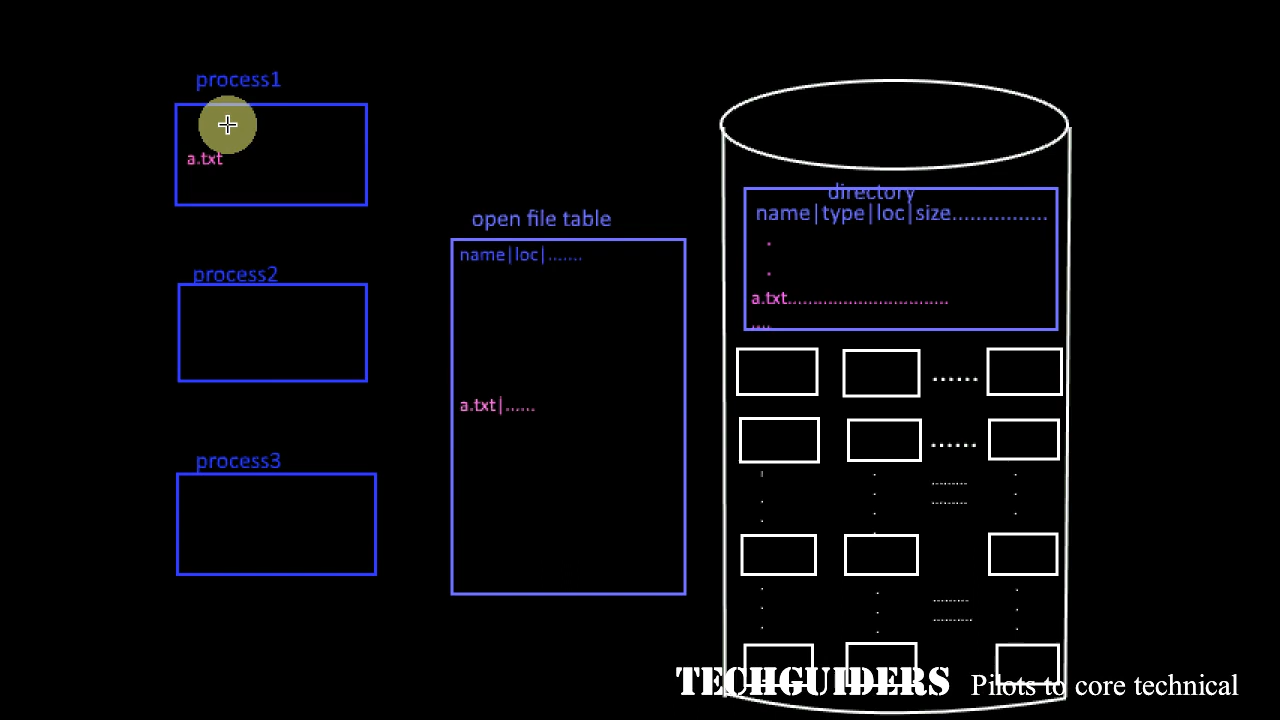 process1
a.txt
process2
process3
open file table
name|loc|.......
a.txt|......
directory
name|type|loc|size.................
a.txt................................
....
TECHGUIDERS Pilots to core technical